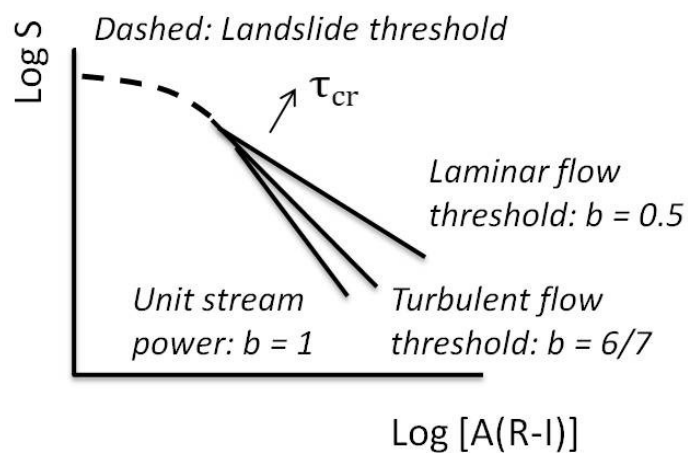 Log S
Dashed: Landslide threshold
τcr
Laminar flow
threshold: b = 0.5
Unit stream
power: b = 1
Turbulent flow
threshold: b = 6/7
Log [A(R-I)]